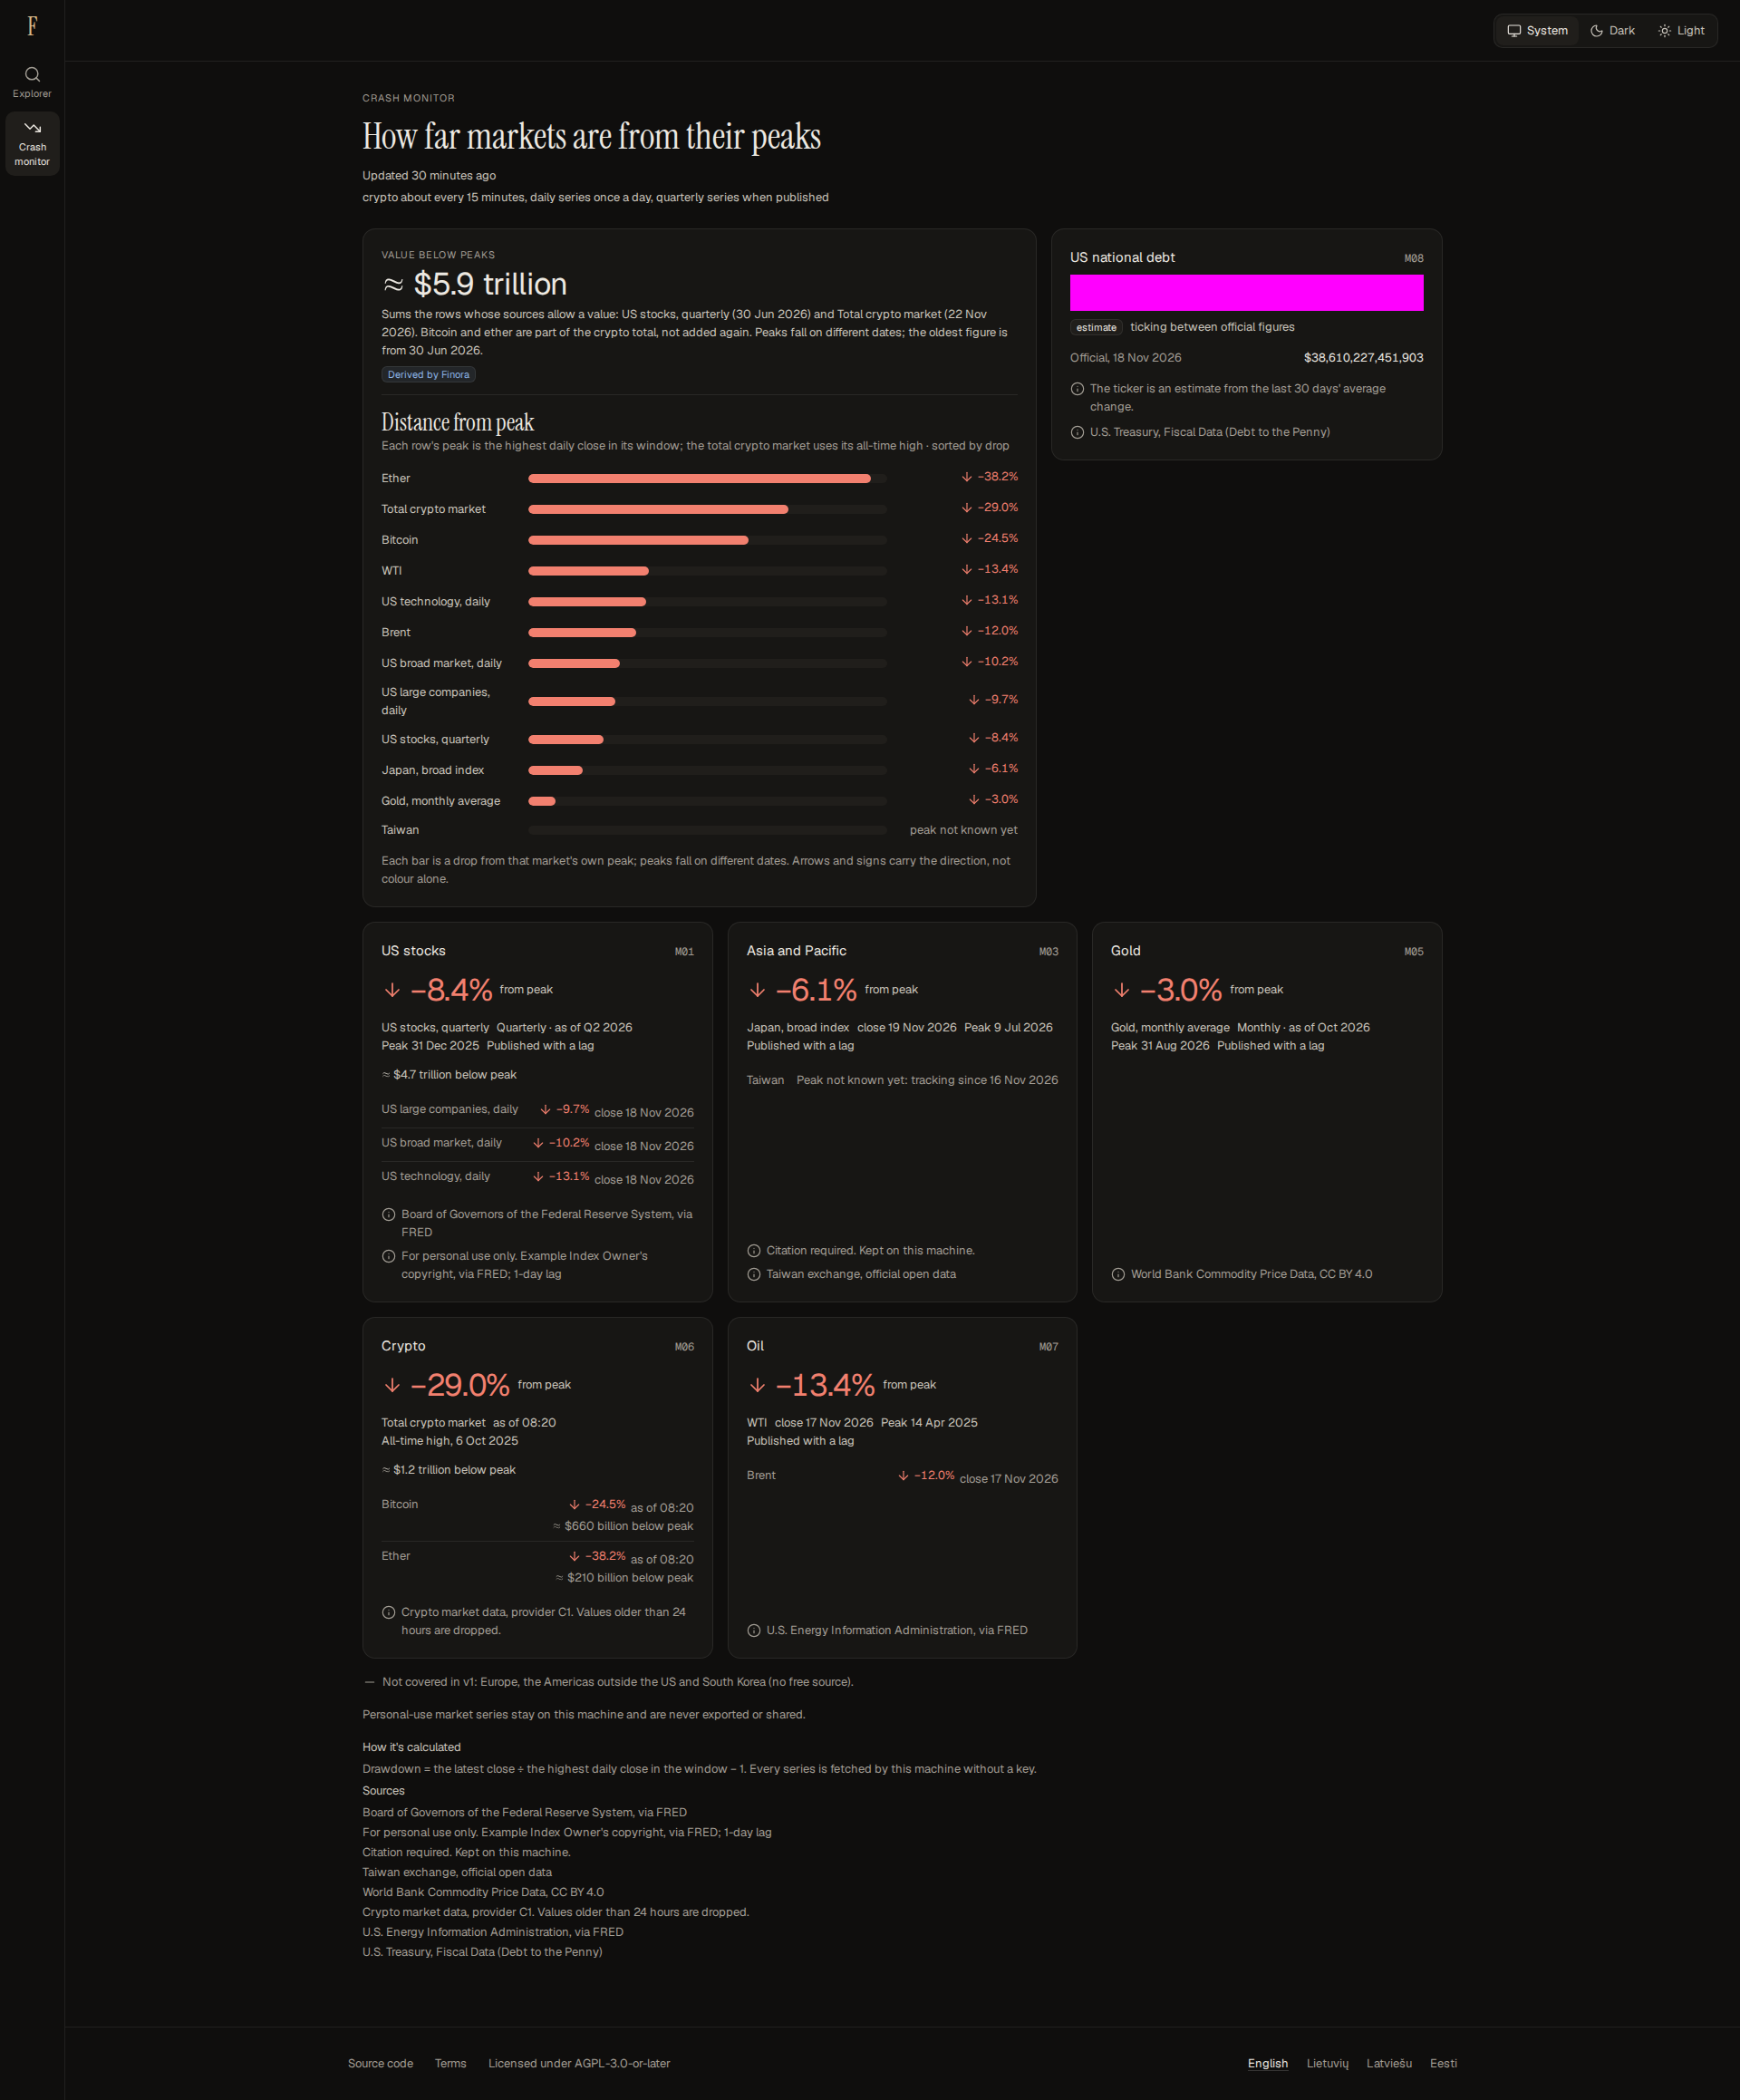 F
Explorer
Crash
monitor
System
Dark
Light
CRASH MONITOR
How far markets are from their peaks
Updated 30 minutes ago
crypto about every 15 minutes, daily series once a day, quarterly series when published
VALUE BELOW PEAKS
≈ $5.9 trillion
Sums the rows whose sources allow a value: US stocks, quarterly (30 Jun 2026) and Total crypto market (22 Nov
2026). Bitcoin and ether are part of the crypto total, not added again. Peaks fall on different dates; the oldest figure is
from 30 Jun 2026.
Derived by Finora
Distance from peak
Each row's peak is the highest daily close in its window; the total crypto market uses its all-time high · sorted by drop
Ether ↓ −38.2%
Total crypto market ↓ −29.0%
Bitcoin ↓ −24.5%
WTI ↓ −13.4%
US technology, daily ↓ −13.1%
Brent ↓ −12.0%
US broad market, daily ↓ −10.2%
US large companies,
daily ↓ −9.7%
US stocks, quarterly ↓ −8.4%
Japan, broad index ↓ −6.1%
Gold, monthly average ↓ −3.0%
Taiwan peak not known yet
Each bar is a drop from that market's own peak; peaks fall on different dates. Arrows and signs carry the direction, not
colour alone.
US national debt M08
estimate ticking between official figures
Official, 18 Nov 2026 $38,610,227,451,903
The ticker is an estimate from the last 30 days' average
change.
U.S. Treasury, Fiscal Data (Debt to the Penny)
US stocks M01
↓ −8.4% from peak
US stocks, quarterly Quarterly · as of Q2 2026
Peak 31 Dec 2025 Published with a lag
≈ $4.7 trillion below peak
US large companies, daily ↓ −9.7% close 18 Nov 2026
US broad market, daily ↓ −10.2% close 18 Nov 2026
US technology, daily ↓ −13.1% close 18 Nov 2026
Board of Governors of the Federal Reserve System, via
FRED
For personal use only. Example Index Owner's
copyright, via FRED; 1-day lag
Asia and Pacific M03
↓ −6.1% from peak
Japan, broad index close 19 Nov 2026 Peak 9 Jul 2026
Published with a lag
Taiwan Peak not known yet: tracking since 16 Nov 2026
Citation required. Kept on this machine.
Taiwan exchange, official open data
Gold M05
↓ −3.0% from peak
Gold, monthly average Monthly · as of Oct 2026
Peak 31 Aug 2026 Published with a lag
World Bank Commodity Price Data, CC BY 4.0
Crypto M06
↓ −29.0% from peak
Total crypto market as of 08:20
All-time high, 6 Oct 2025
≈ $1.2 trillion below peak
Bitcoin ↓ −24.5% as of 08:20
≈ $660 billion below peak
Ether ↓ −38.2% as of 08:20
≈ $210 billion below peak
Crypto market data, provider C1. Values older than 24
hours are dropped.
Oil M07
↓ −13.4% from peak
WTI close 17 Nov 2026 Peak 14 Apr 2025
Published with a lag
Brent ↓ −12.0% close 17 Nov 2026
U.S. Energy Information Administration, via FRED
— Not covered in v1: Europe, the Americas outside the US and South Korea (no free source).
Personal-use market series stay on this machine and are never exported or shared.
How it's calculated
Drawdown = the latest close ÷ the highest daily close in the window − 1. Every series is fetched by this machine without a key.
Sources
Board of Governors of the Federal Reserve System, via FRED
For personal use only. Example Index Owner's copyright, via FRED; 1-day lag
Citation required. Kept on this machine.
Taiwan exchange, official open data
World Bank Commodity Price Data, CC BY 4.0
Crypto market data, provider C1. Values older than 24 hours are dropped.
U.S. Energy Information Administration, via FRED
U.S. Treasury, Fiscal Data (Debt to the Penny)
Source code Terms Licensed under AGPL-3.0-or-later
English Lietuvių Latviešu Eesti